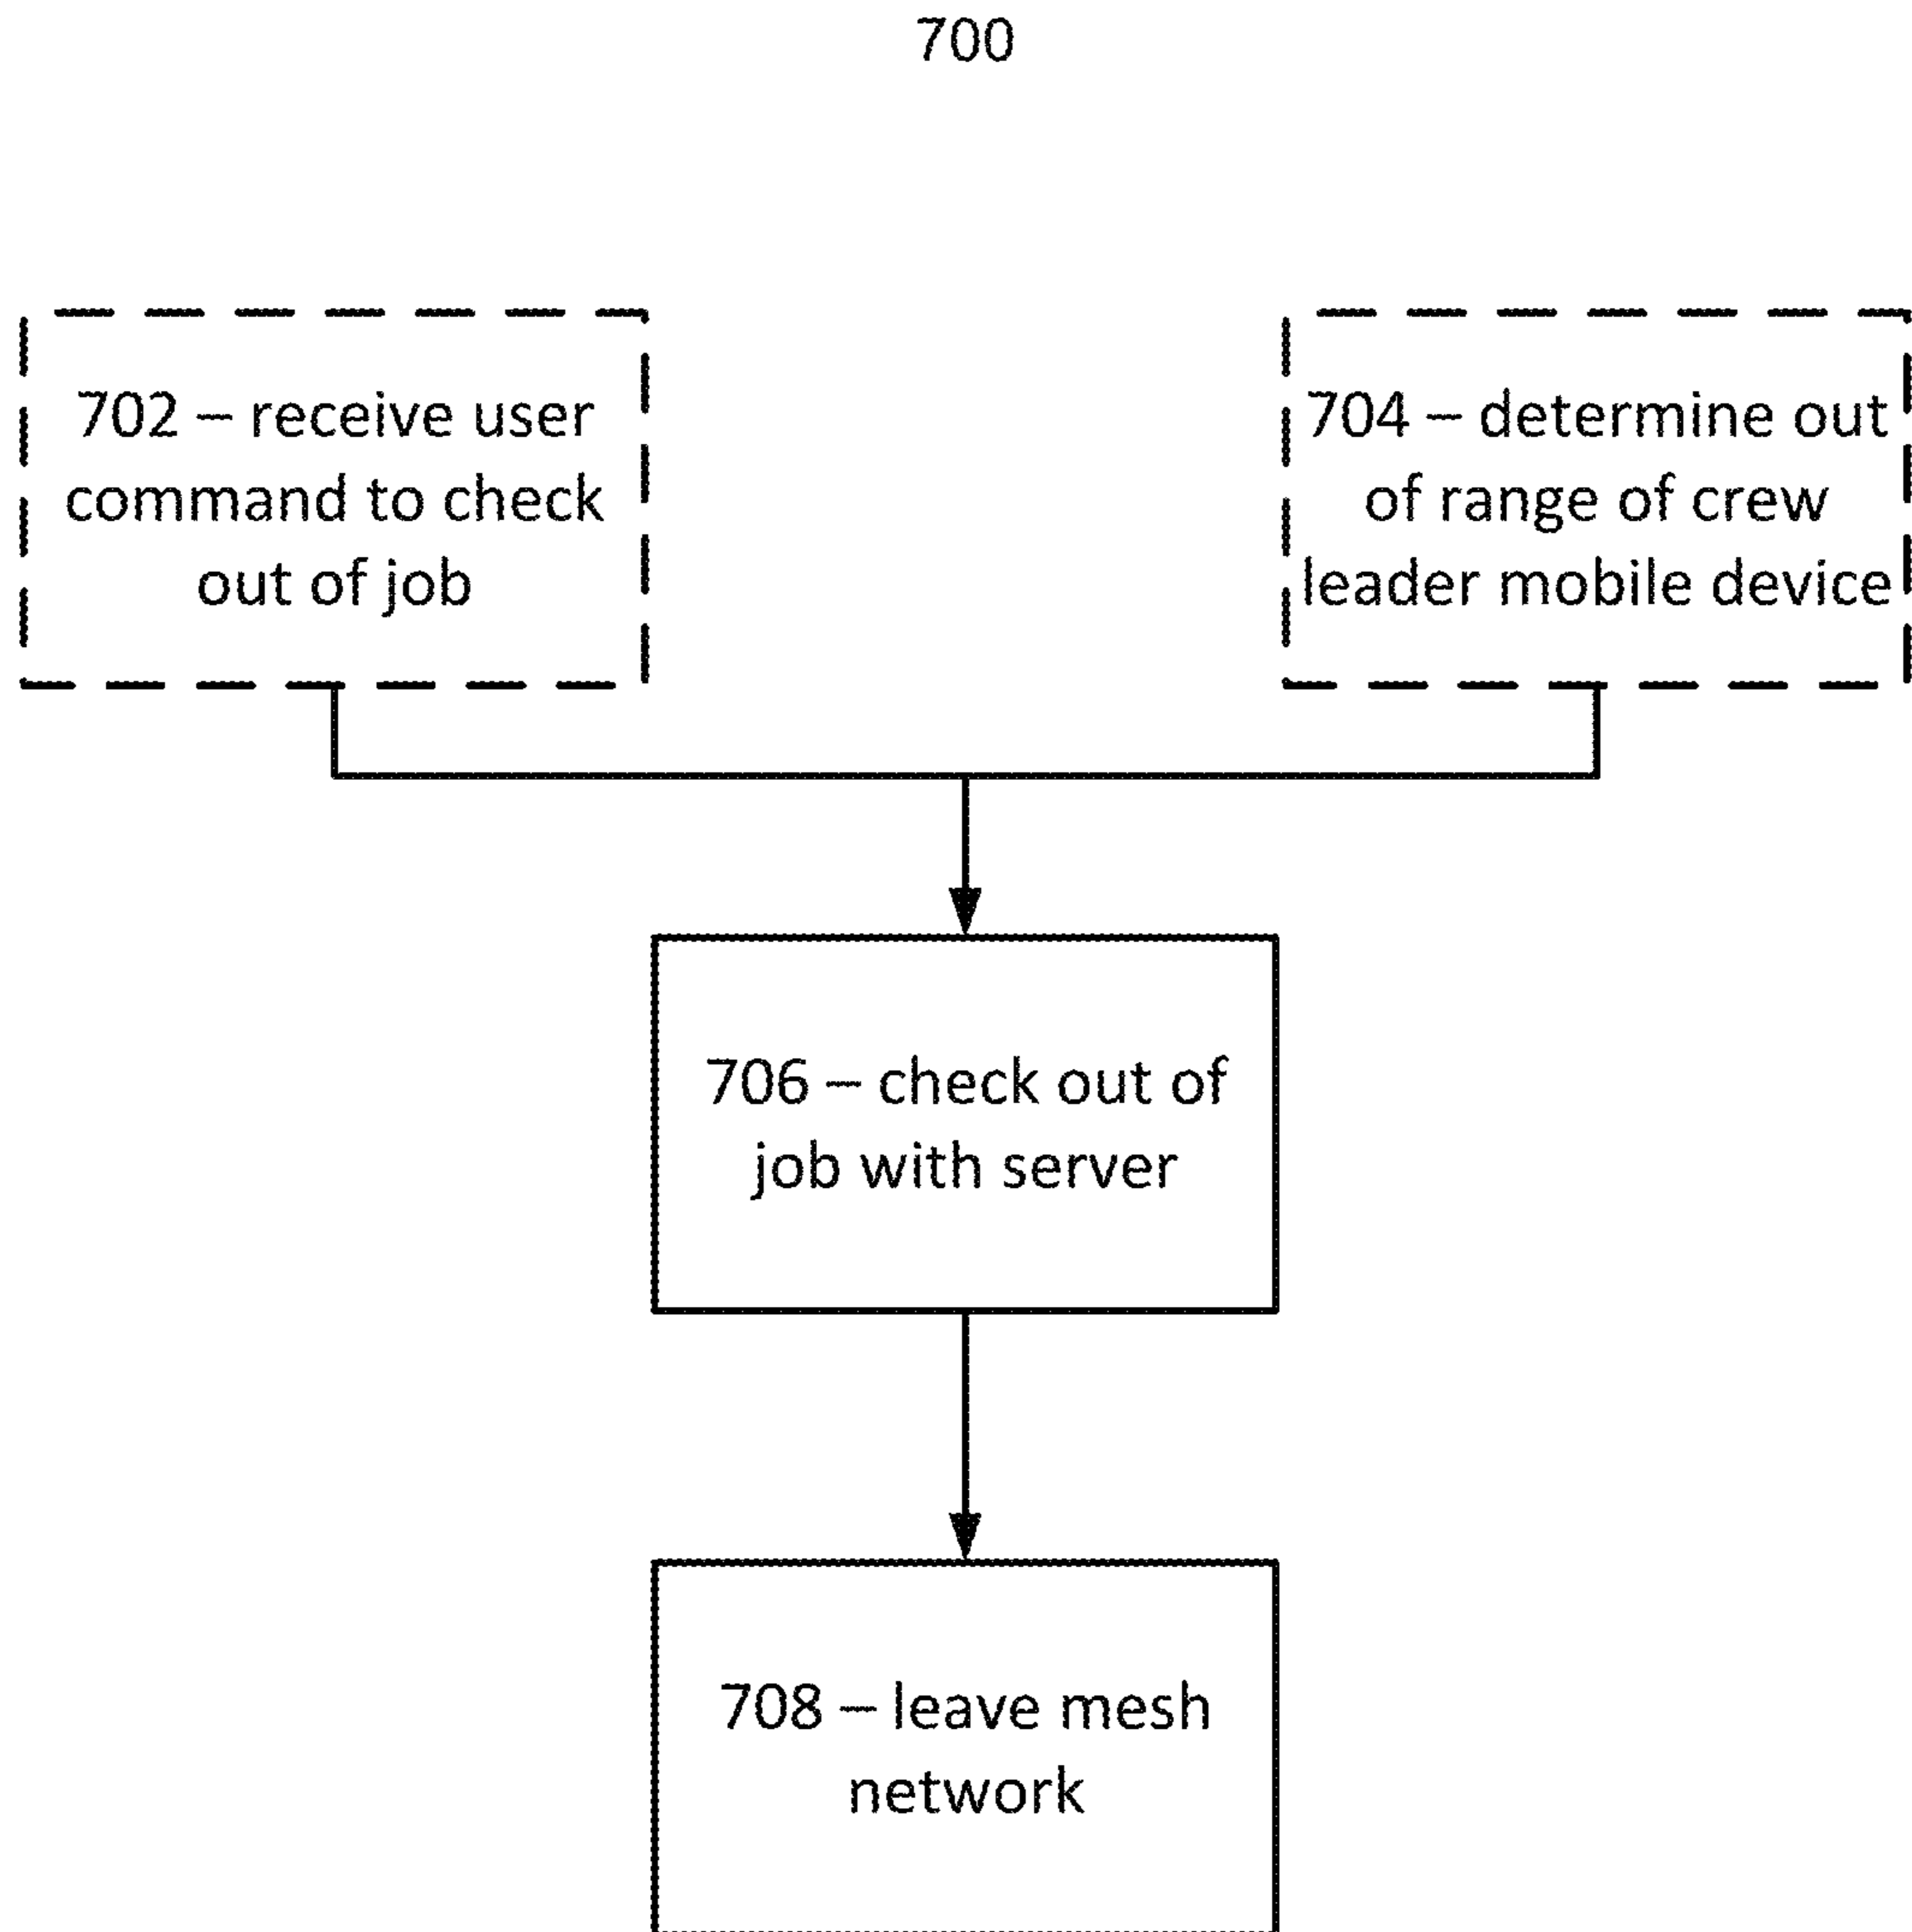 700
702 – receive user
command to check
out of job
704 – determine out
of range of crew
leader mobile device
706 – check out of
job with server
708 – leave mesh
network